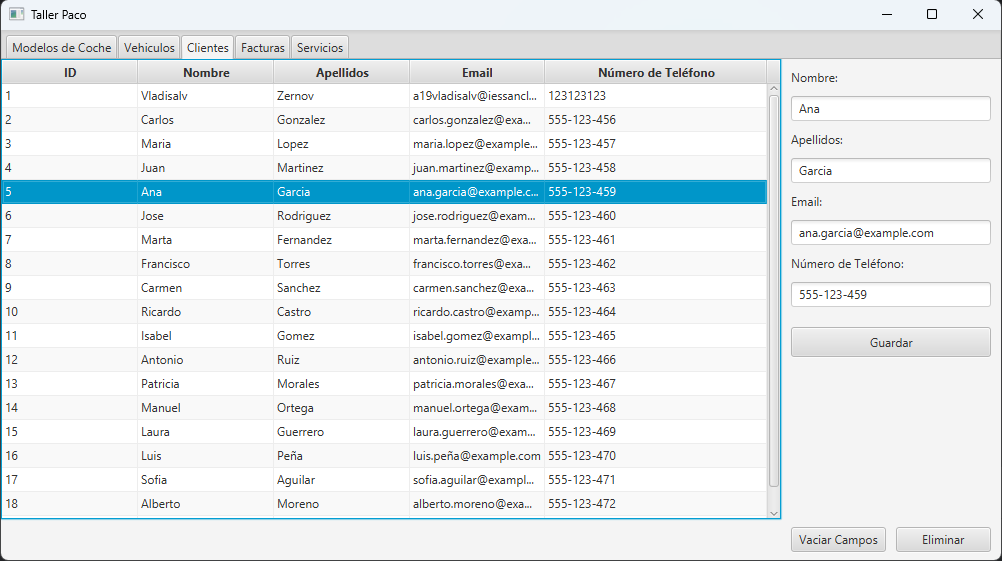 Taller Paco
Modelos de Coche Vehiculos Clientes Facturas Servicios
ID Nombre Apellidos Email Número de Teléfono
1 Vladisalv Zernov a19vladisalv@iessancl... 123123123
2 Carlos Gonzalez carlos.gonzalez@exa... 555-123-456
3 Maria Lopez maria.lopez@example... 555-123-457
4 Juan Martinez juan.martinez@examp... 555-123-458
5 Ana Garcia ana.garcia@example.c... 555-123-459
6 Jose Rodriguez jose.rodriguez@exam... 555-123-460
7 Marta Fernandez marta.fernandez@exa... 555-123-461
8 Francisco Torres francisco.torres@exa... 555-123-462
9 Carmen Sanchez carmen.sanchez@exa... 555-123-463
10 Ricardo Castro ricardo.castro@examp... 555-123-464
11 Isabel Gomez isabel.gomez@exampl... 555-123-465
12 Antonio Ruiz antonio.ruiz@example... 555-123-466
13 Patricia Morales patricia.morales@exa... 555-123-467
14 Manuel Ortega manuel.ortega@exam... 555-123-468
15 Laura Guerrero laura.guerrero@exam... 555-123-469
16 Luis Peña luis.peña@example.com 555-123-470
17 Sofia Aguilar sofia.aguilar@exampl... 555-123-471
18 Alberto Moreno alberto.moreno@exa... 555-123-472
Nombre:
Ana
Apellidos:
Garcia
Email:
ana.garcia@example.com
Número de Teléfono:
555-123-459
Guardar
Vaciar Campos Eliminar